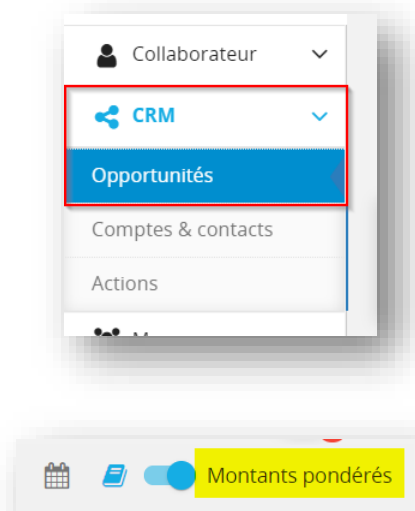 Collaborateur
CRM
Opportunités
Comptes & contacts
Actions
Montants pondérés